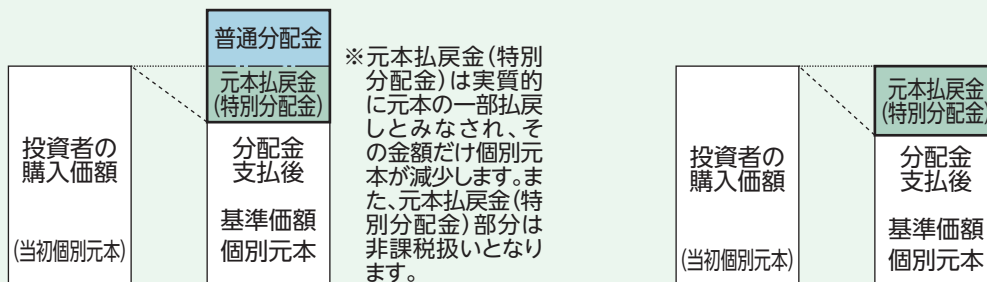 普通分配金
元本払戻金
(特別分配金)
投資者の
購入価額
(当初個別元本)
分配金
支払後
基準価額
個別元本
※元本払戻金(特別
分配金)は実質的
に元本の一部払戻
しとみなされ、そ
の金額だけ個別元
本が減少します。ま
た、元本払戻金(特
別分配金)部分は
非課税扱いとなり
ます。
投資者の
購入価額
(当初個別元本)
元本払戻金
(特別分配金)
分配金
支払後
基準価額
個別元本